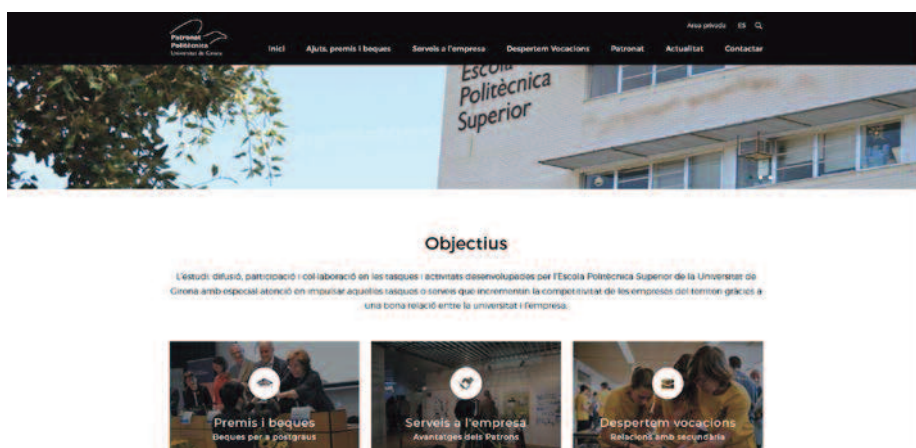 Àrea privada ES
Patronat
Politècnica
Universitat de Girona
Inici Ajuts, premis i beques Serveis a l'empresa Despertem Vocacions Patronat Actualitat Contactar
Escola
Politècnica
Superior
Objectius
L'estudi, difusió, participació i col·laboració en les tasques i activitats desenvolupades per l'Escola Politècnica Superior de la Universitat de
Girona amb especial atenció en impulsar aquelles tasques o serveis que incrementin la competitivitat de les empreses del territori gràcies a
una bona relació entre la universitat i l'empresa.
Premis i beques
Beques per a postgraus
Serveis a l'empresa
Avantatges dels Patrons
Despertem vocacions
Relacions amb secundària